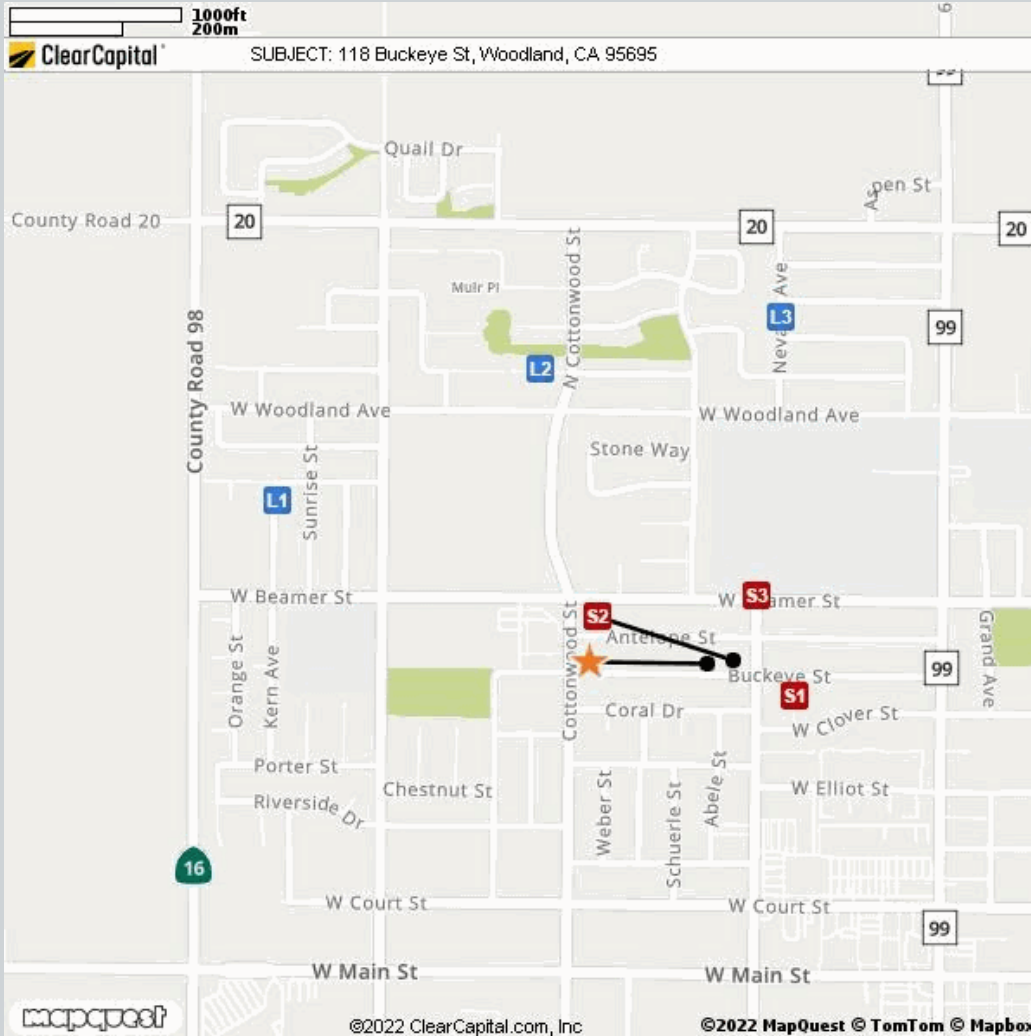 1000ft
200m
ClearCapital
SUBJECT: 118 Buckeye St, Woodland, CA 95695
Quail Dr
Aspen St
County Road 20
20
20
20
N Cottonwood St
Muir Pl
L3
99
County Road 98
L2
W Woodland Ave
W Woodland Ave
Stone Way
Sunrise St
L1
W Beamer St
S3
S2
Antelope St
Cottonwood St
Grand Ave
99
Buckeye St
S1
Orange St
Kern Ave
Coral Dr
W Clover St
Porter St
Chestnut St
W Elliot St
Riverside Dr
Weber St
Schuerle St
Abele St
16
W Court St
W Court St
99
W Main St
W Main St
mapquest
©2022 ClearCapital.com, Inc
©2022 MapQuest © TomTom © Mapbox